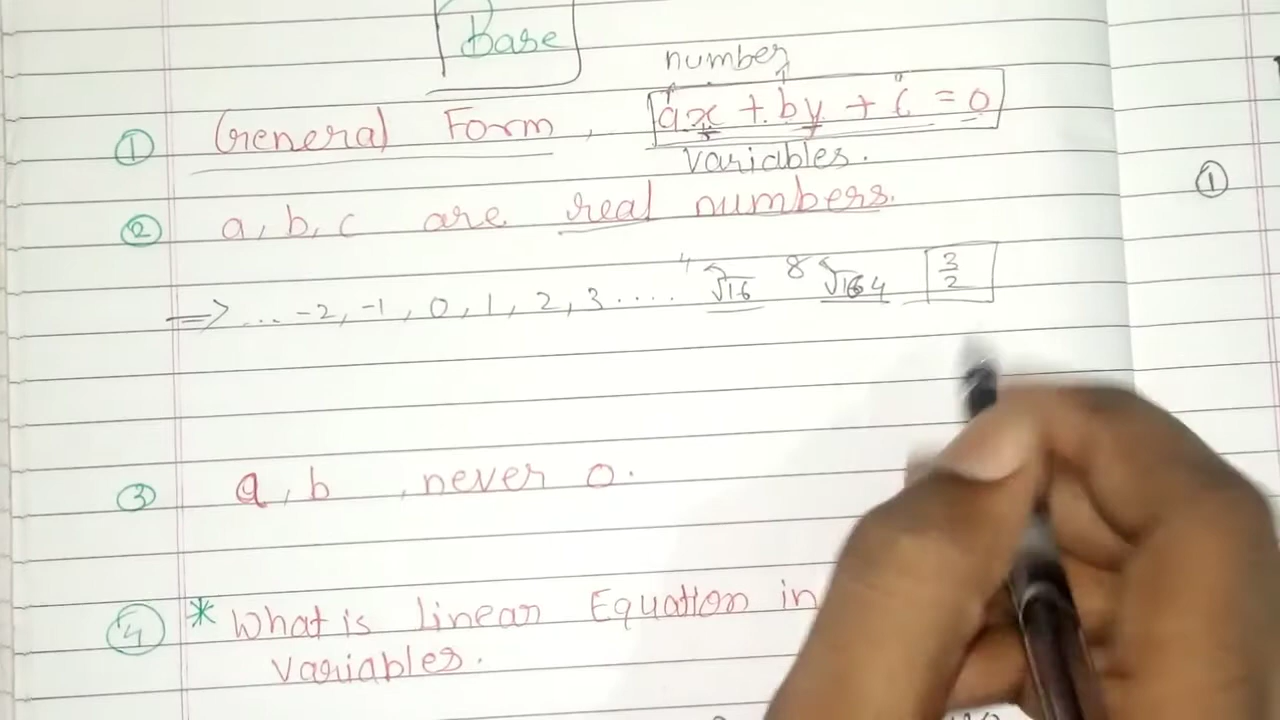 Base
number
① General Form, ax + by + c = 0
variables.
② a, b, c are real numbers.
=> ... -2, -1, 0, 1, 2, 3 .... 4 √16 8 √64 3/2
③ a, b, never 0.
④ * What is linear Equation in
variables.
①